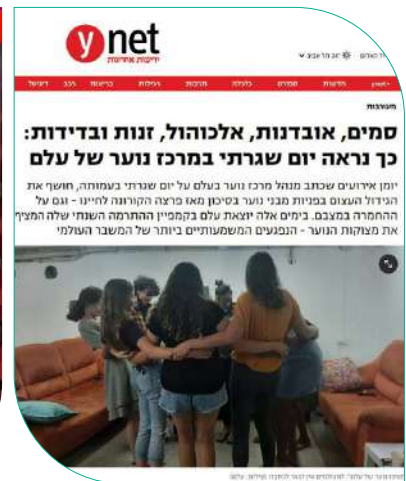 ynet
ידיעות אחרונות
סמים, אובדנות, אלכוהול, זנות ובדידות:
כך נראה יום שגרתי במרכז נוער של עלם
יומן אירועים שכתב מנהל מרכז נוער בעלם על יום שגרתי בעמותה, חושף את
הגידול העצום בפניות מבני נוער בסיכון מאז פרצה הקורונה לחיינו - וגם על
ההחמרה במצבם. בימים אלה יוצאת עלם בקמפיין ההתרמה השנתי שלה המציף
את מצוקות הנוער - הנפגעים המשמעותיים ביותר של המשבר העולמי